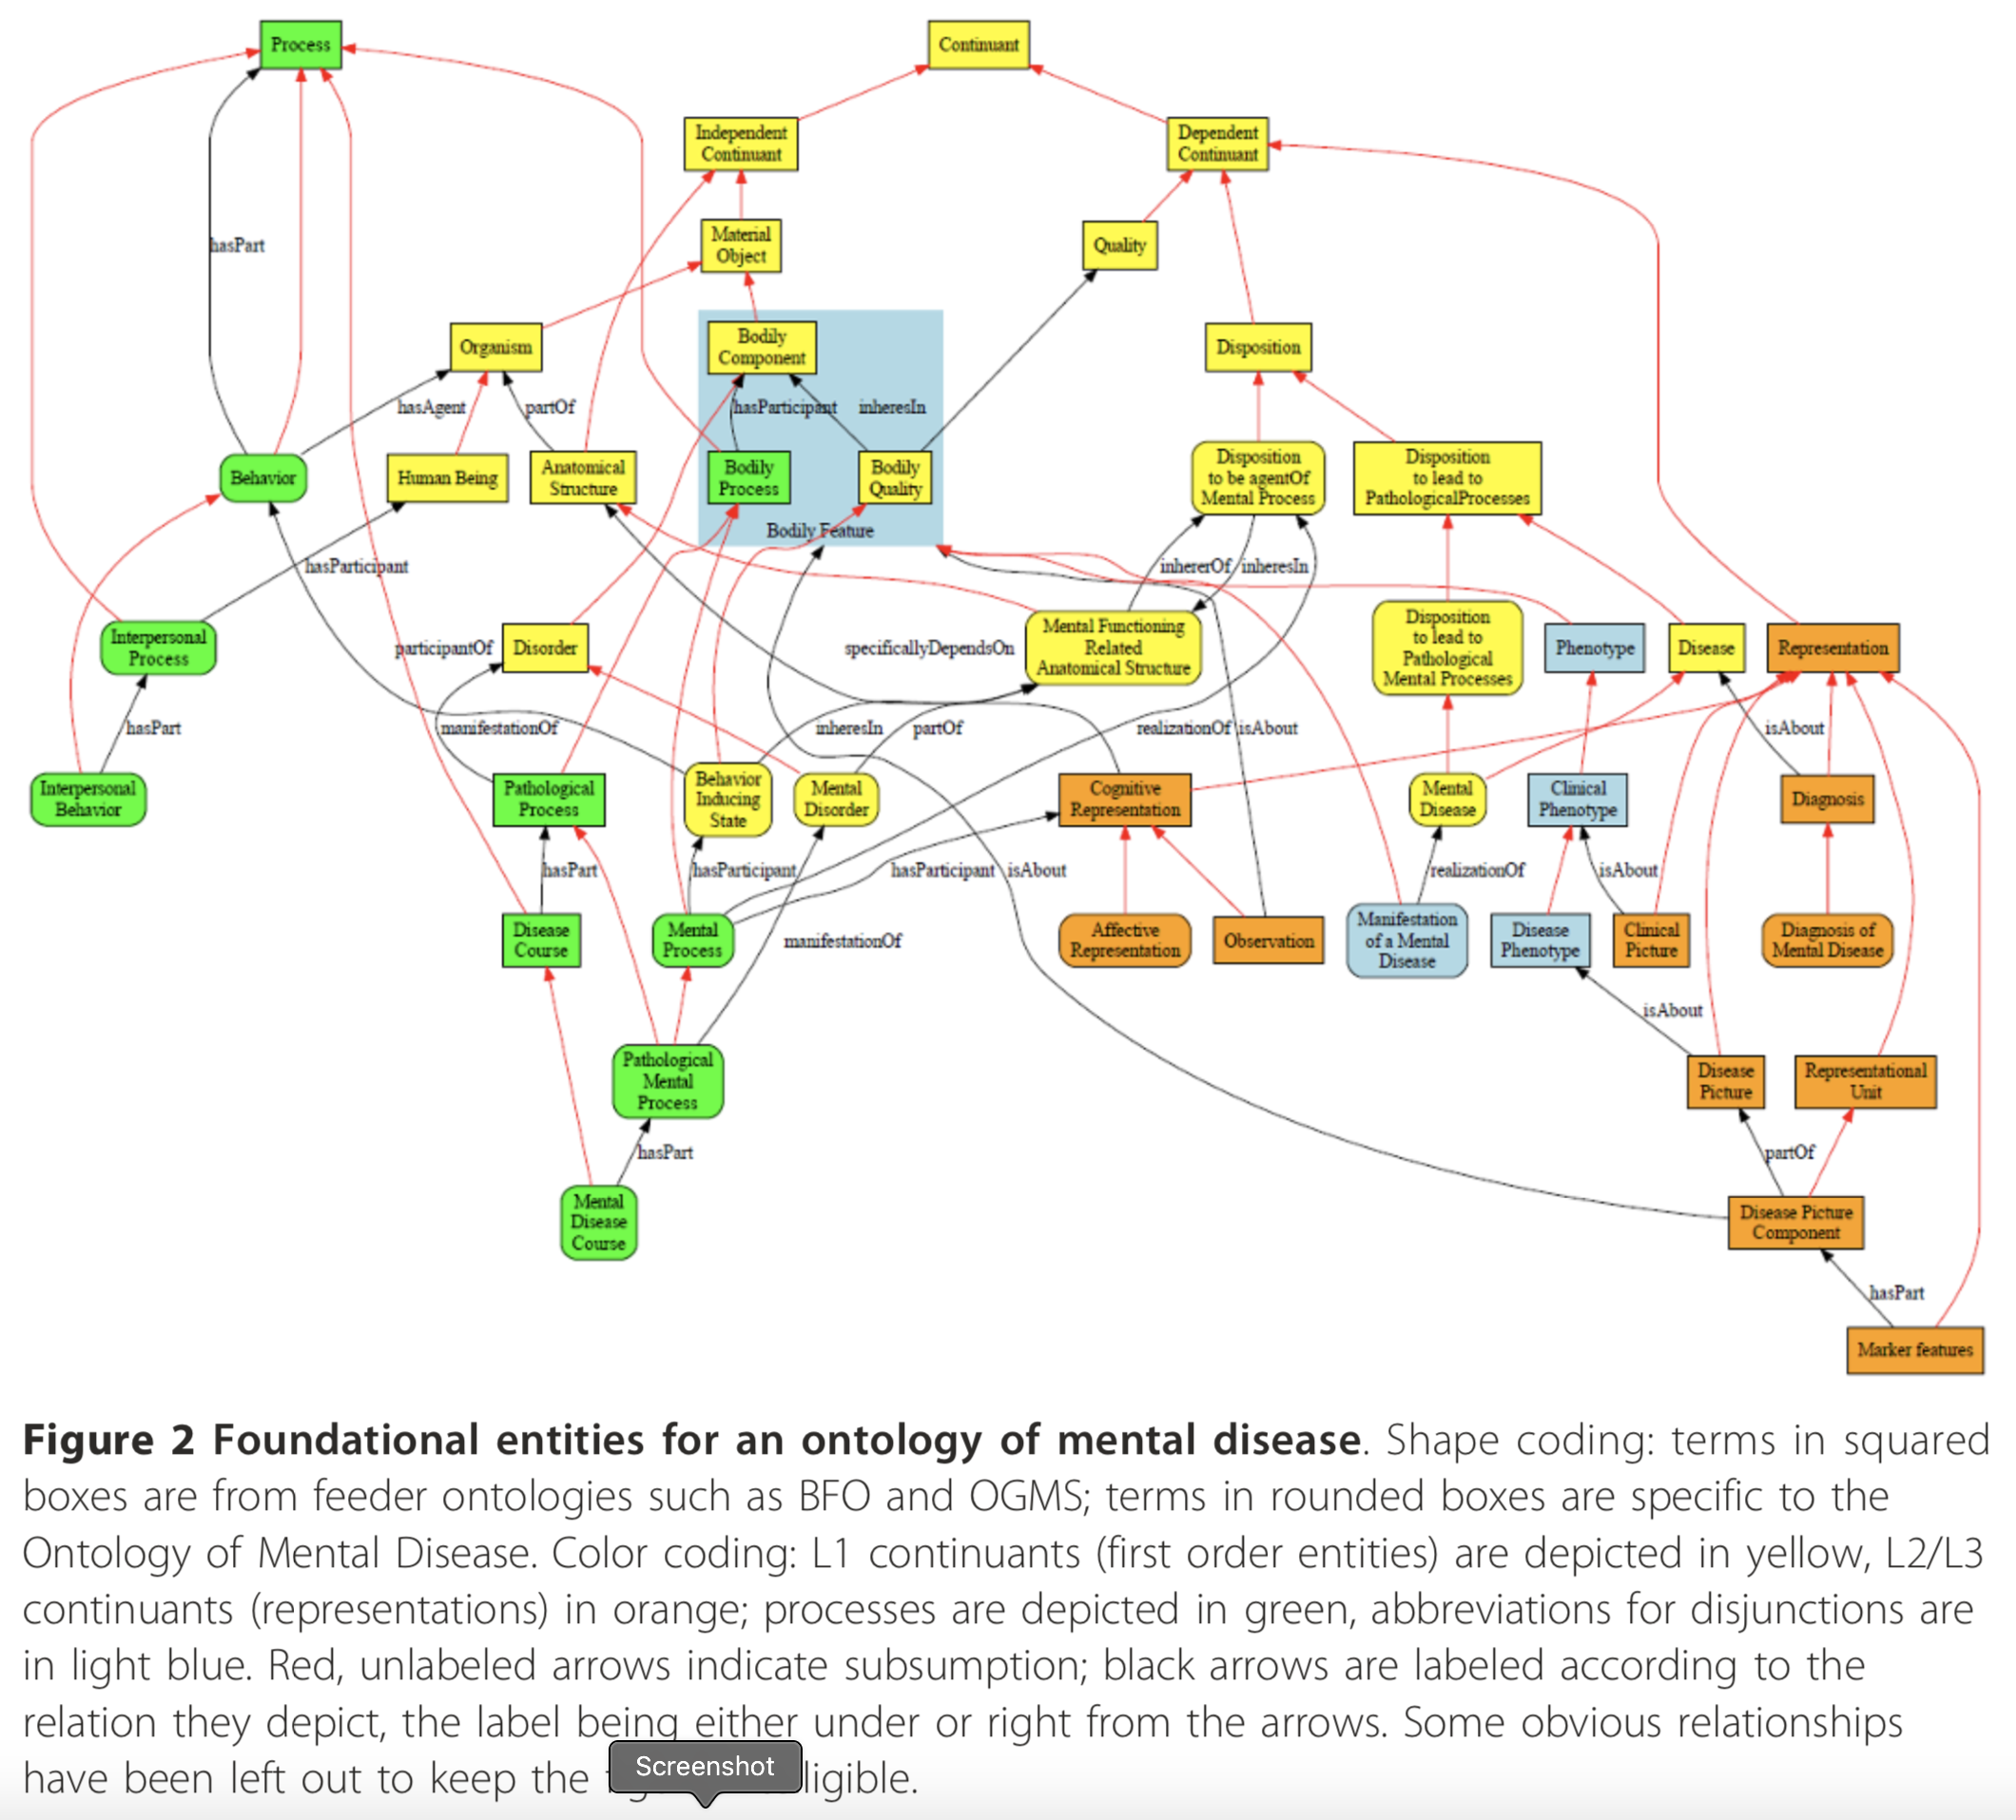 Process
Continuant
Independent
Continuant
Dependent
Continuant
hasPart
Material
Object
Quality
Organism
Bodily
Component
Disposition
hasAgent
partOf
hasParticipant
inheresIn
Behavior
Human Being
Anatomical
Structure
Bodily
Process
Bodily
Quality
Disposition
to be agentOf
Mental Process
Disposition
to lead to
PathologicalProcesses
Bodily Feature
hasParticipant
inhererOf
inheresIn
Interpersonal
Process
participantOf
Disorder
specificallyDependsOn
Mental Functioning
Related
Anatomical Structure
Disposition
to lead to
Pathological
Mental Processes
Phenotype
Disease
Representation
hasPart
manifestationOf
inheresIn
partOf
realizationOf
isAbout
isAbout
Interpersonal
Behavior
Pathological
Process
Behavior
Inducing
State
Mental
Disorder
Cognitive
Representation
Mental
Disease
Clinical
Phenotype
Diagnosis
hasPart
hasParticipant
hasParticipant
isAbout
realizationOf
isAbout
Disease
Course
Mental
Process
manifestationOf
Affective
Representation
Observation
Manifestation
of a Mental
Disease
Disease
Phenotype
Clinical
Picture
Diagnosis of
Mental Disease
isAbout
Pathological
Mental
Process
Disease
Picture
Representational
Unit
hasPart
partOf
Mental
Disease
Course
Disease Picture
Component
hasPart
Marker features
Figure 2 Foundational entities for an ontology of mental disease. Shape coding: terms in squared
boxes are from feeder ontologies such as BFO and OGMS; terms in rounded boxes are specific to the
Ontology of Mental Disease. Color coding: L1 continuants (first order entities) are depicted in yellow, L2/L3
continuants (representations) in orange; processes are depicted in green, abbreviations for disjunctions are
in light blue. Red, unlabeled arrows indicate subsumption; black arrows are labeled according to the
relation they depict, the label being either under or right from the arrows. Some obvious relationships
have been left out to keep the ligible.
Screenshot